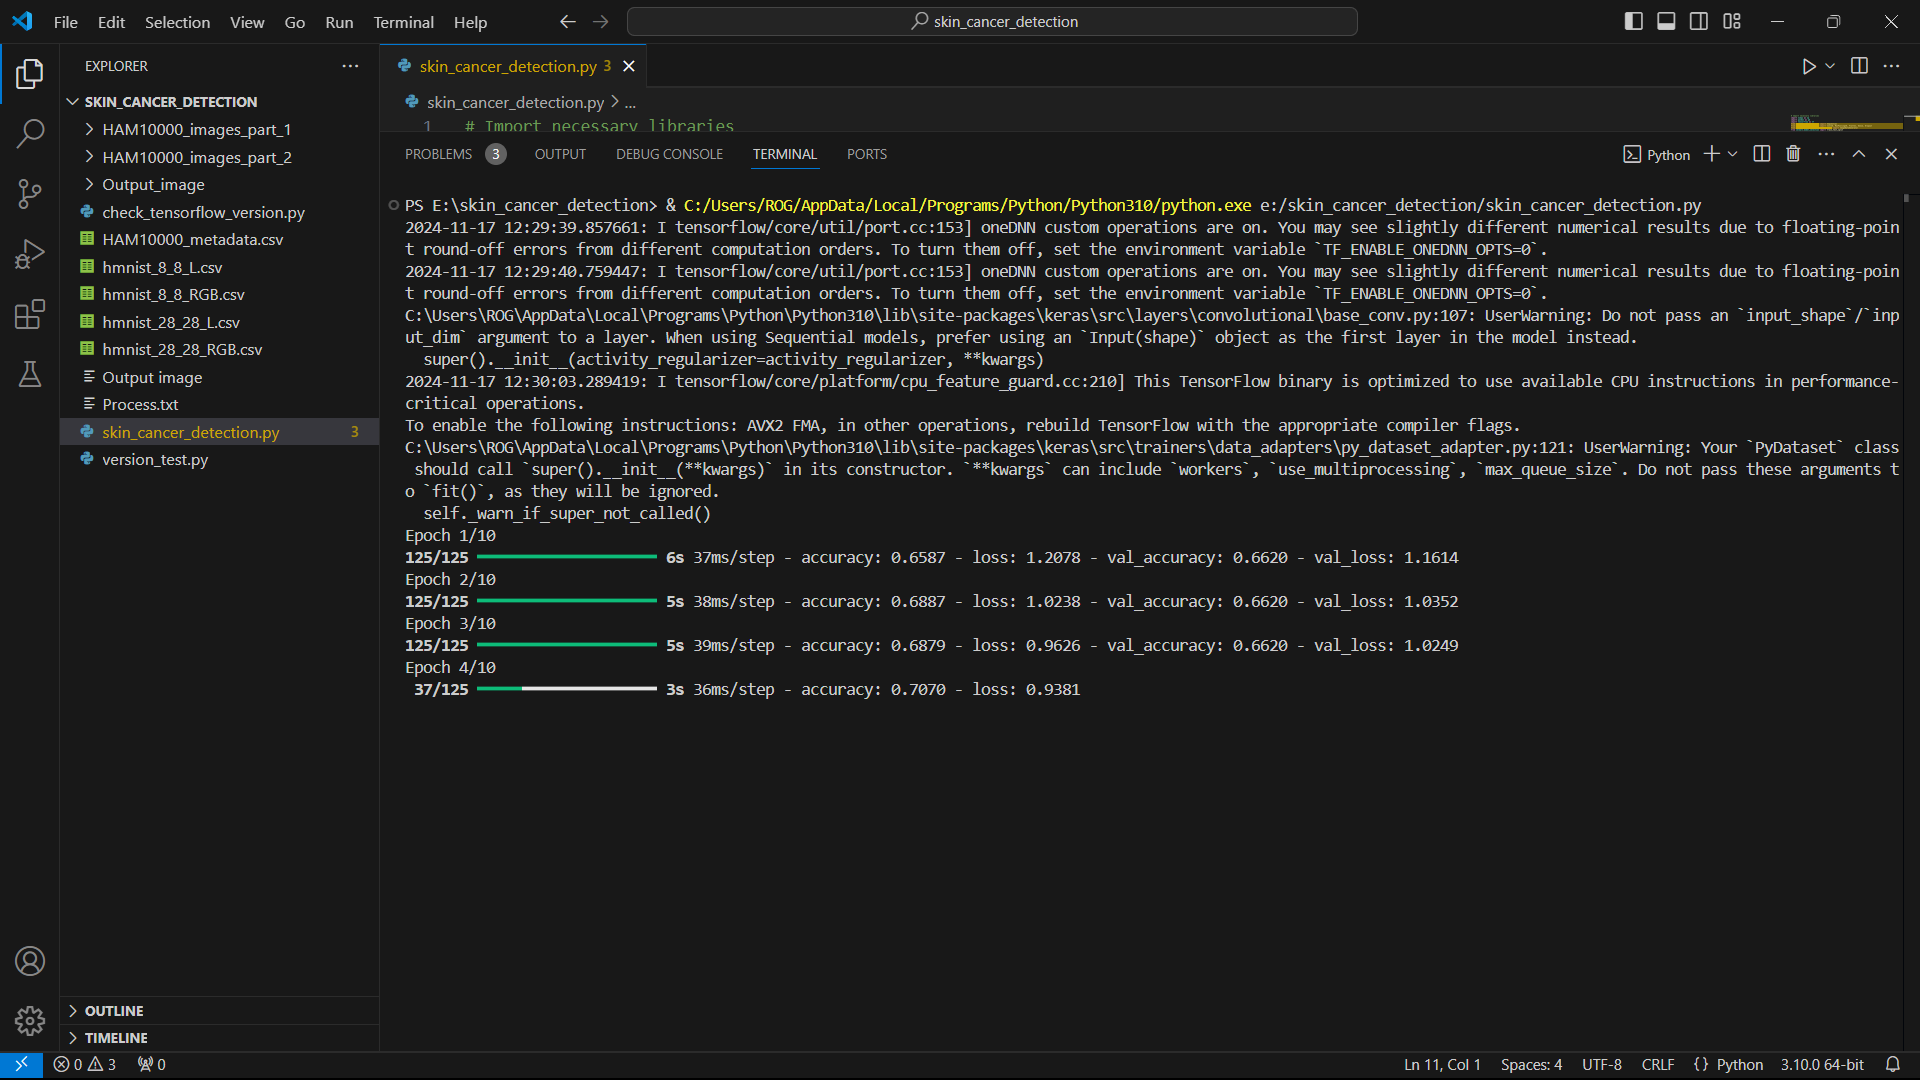 File Edit Selection View Go Run Terminal Help
skin_cancer_detection
EXPLORER
SKIN_CANCER_DETECTION
HAM10000_images_part_1
HAM10000_images_part_2
Output_image
check_tensorflow_version.py
HAM10000_metadata.csv
hmnist_8_8_L.csv
hmnist_8_8_RGB.csv
hmnist_28_28_L.csv
hmnist_28_28_RGB.csv
Output image
Process.txt
skin_cancer_detection.py 3
version_test.py
OUTLINE
TIMELINE
skin_cancer_detection.py 3
skin_cancer_detection.py > ...
1 # Import necessary libraries
PROBLEMS 3 OUTPUT DEBUG CONSOLE TERMINAL PORTS
Python
PS E:\skin_cancer_detection> & C:/Users/ROG/AppData/Local/Programs/Python/Python310/python.exe e:/skin_cancer_detection/skin_cancer_detection.py
2024-11-17 12:29:39.857661: I tensorflow/core/util/port.cc:153] oneDNN custom operations are on. You may see slightly different numerical results due to floating-poin
t round-off errors from different computation orders. To turn them off, set the environment variable `TF_ENABLE_ONEDNN_OPTS=0`.
2024-11-17 12:29:40.759447: I tensorflow/core/util/port.cc:153] oneDNN custom operations are on. You may see slightly different numerical results due to floating-poin
t round-off errors from different computation orders. To turn them off, set the environment variable `TF_ENABLE_ONEDNN_OPTS=0`.
C:\Users\ROG\AppData\Local\Programs\Python\Python310\lib\site-packages\keras\src\layers\convolutional\base_conv.py:107: UserWarning: Do not pass an `input_shape`/`inp
ut_dim` argument to a layer. When using Sequential models, prefer using an `Input(shape)` object as the first layer in the model instead.
super().__init__(activity_regularizer=activity_regularizer, **kwargs)
2024-11-17 12:30:03.289419: I tensorflow/core/platform/cpu_feature_guard.cc:210] This TensorFlow binary is optimized to use available CPU instructions in performance-
critical operations.
To enable the following instructions: AVX2 FMA, in other operations, rebuild TensorFlow with the appropriate compiler flags.
C:\Users\ROG\AppData\Local\Programs\Python\Python310\lib\site-packages\keras\src\trainers\data_adapters\py_dataset_adapter.py:121: UserWarning: Your `PyDataset` class
should call `super().__init__(**kwargs)` in its constructor. `**kwargs` can include `workers`, `use_multiprocessing`, `max_queue_size`. Do not pass these arguments t
o `fit()`, as they will be ignored.
self._warn_if_super_not_called()
Epoch 1/10
125/125 6s 37ms/step - accuracy: 0.6587 - loss: 1.2078 - val_accuracy: 0.6620 - val_loss: 1.1614
Epoch 2/10
125/125 5s 38ms/step - accuracy: 0.6887 - loss: 1.0238 - val_accuracy: 0.6620 - val_loss: 1.0352
Epoch 3/10
125/125 5s 39ms/step - accuracy: 0.6879 - loss: 0.9626 - val_accuracy: 0.6620 - val_loss: 1.0249
Epoch 4/10
37/125 3s 36ms/step - accuracy: 0.7070 - loss: 0.9381
0 3 0
Ln 11, Col 1 Spaces: 4 UTF-8 CRLF {} Python 3.10.0 64-bit